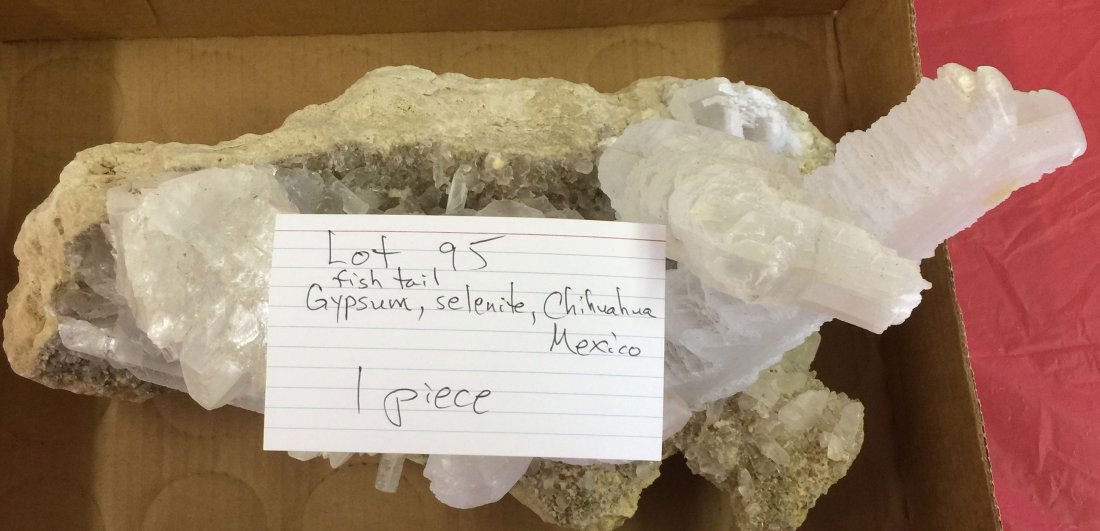 Lot 95
fish tail
Gypsum, selenite, Chihuahua
Mexico
1 piece